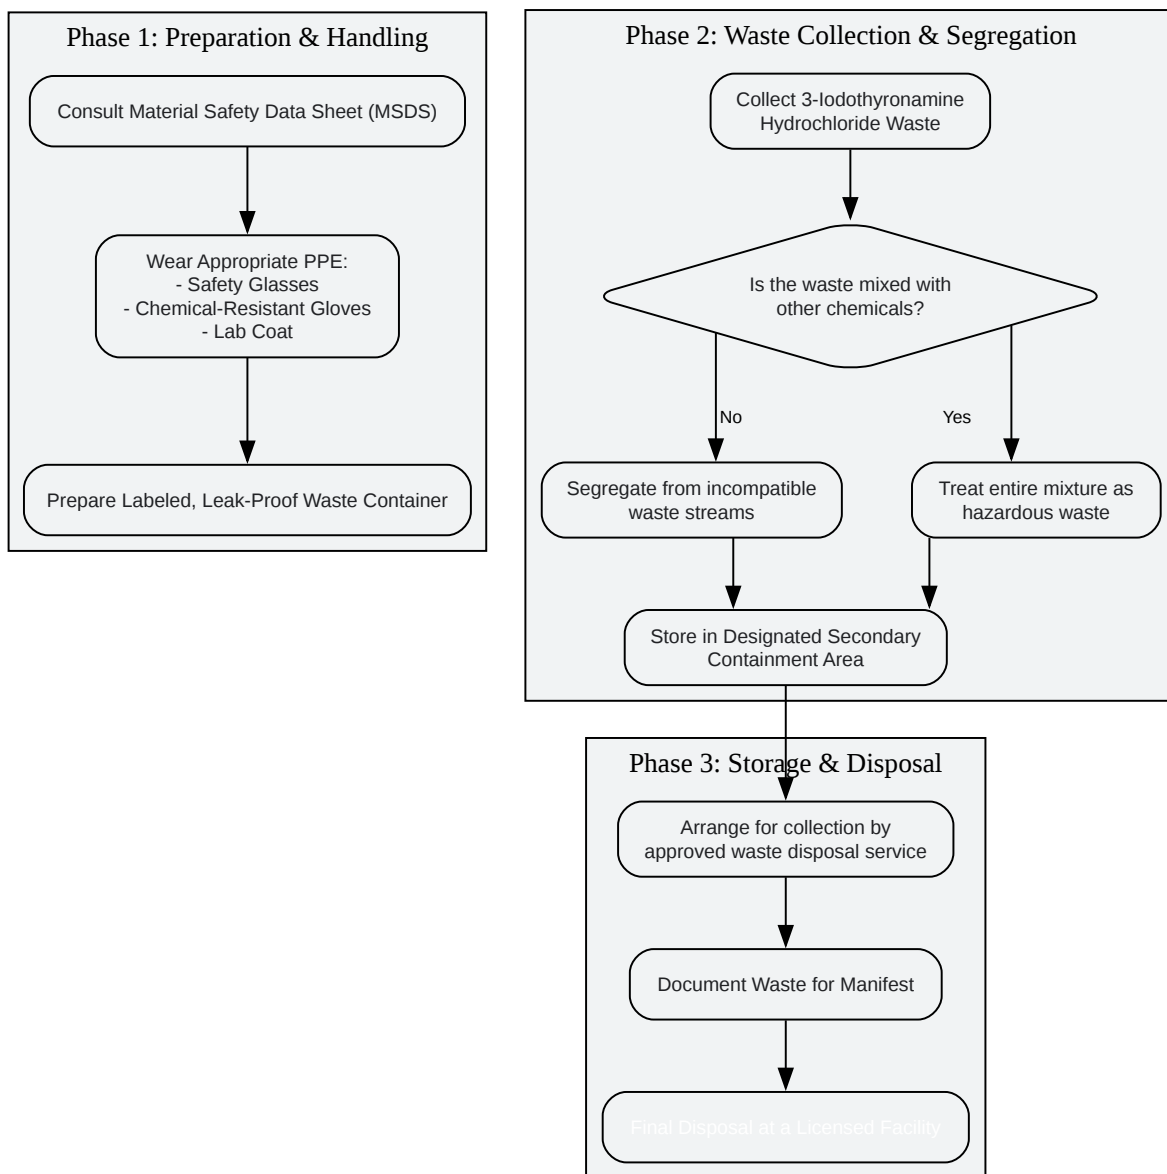 Phase 1: Preparation & Handling
Consult Material Safety Data Sheet (MSDS)
Wear Appropriate PPE:
- Safety Glasses
- Chemical-Resistant Gloves
- Lab Coat
Prepare Labeled, Leak-Proof Waste Container
Phase 2: Waste Collection & Segregation
Collect 3-Iodothyronamine
Hydrochloride Waste
Is the waste mixed with
other chemicals?
No
Yes
Segregate from incompatible
waste streams
Treat entire mixture as
hazardous waste
Store in Designated Secondary
Containment Area
Phase 3: Storage & Disposal
Arrange for collection by
approved waste disposal service
Document Waste for Manifest
Final Disposal at a Licensed Facility